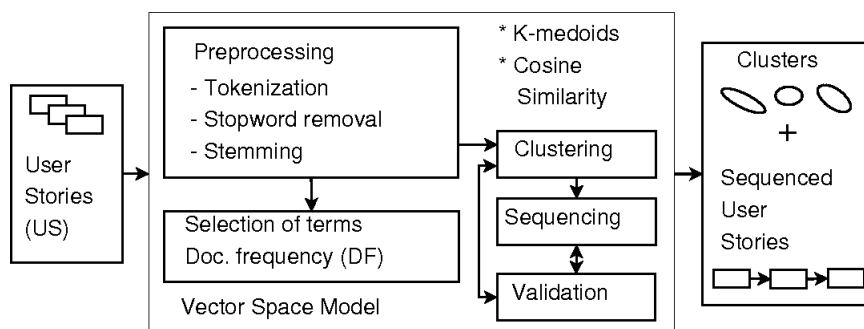 User
Stories
(US)
Preprocessing
- Tokenization
- Stopword removal
- Stemming
Selection of terms
Doc. frequency (DF)
Vector Space Model
* K-medoids
* Cosine
Similarity
Clustering
Sequencing
Validation
Clusters
+
Sequenced
User
Stories